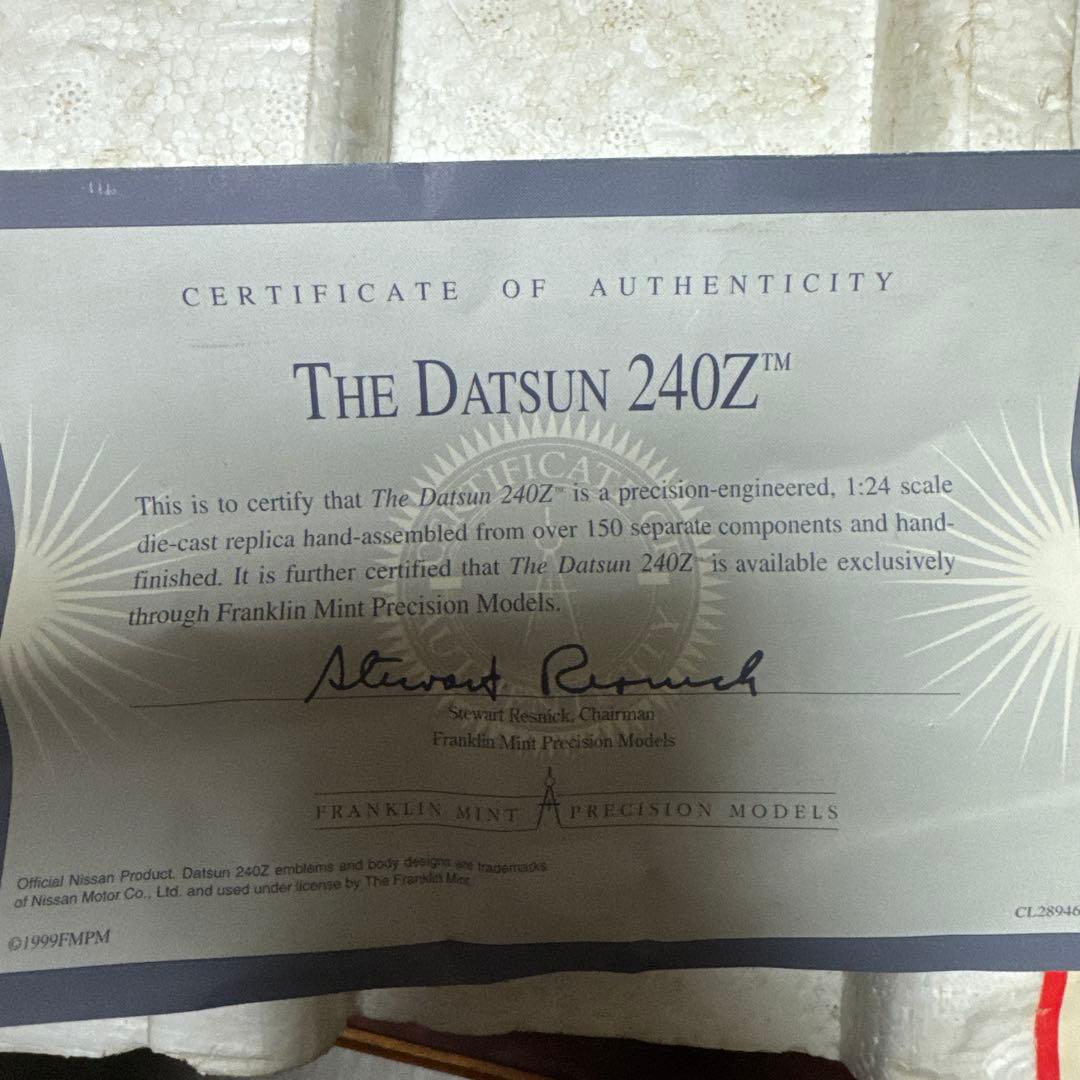 CERTIFICATE OF AUTHENTICITY
THE DATSUN 240Z™
This is to certify that The Datsun 240Z™ is a precision-engineered, 1:24 scale
die-cast replica hand-assembled from over 150 separate components and hand-
finished. It is further certified that The Datsun 240Z™ is available exclusively
through Franklin Mint Precision Models.
Stewart Resnick
Stewart Resnick, Chairman
Franklin Mint Precision Models
FRANKLIN MINT PRECISION MODELS
Official Nissan Product. Datsun 240Z emblems and body designs are trademarks
of Nissan Motor Co., Ltd. and used under license by The Franklin Mint.
CL28946
©1999FMPM